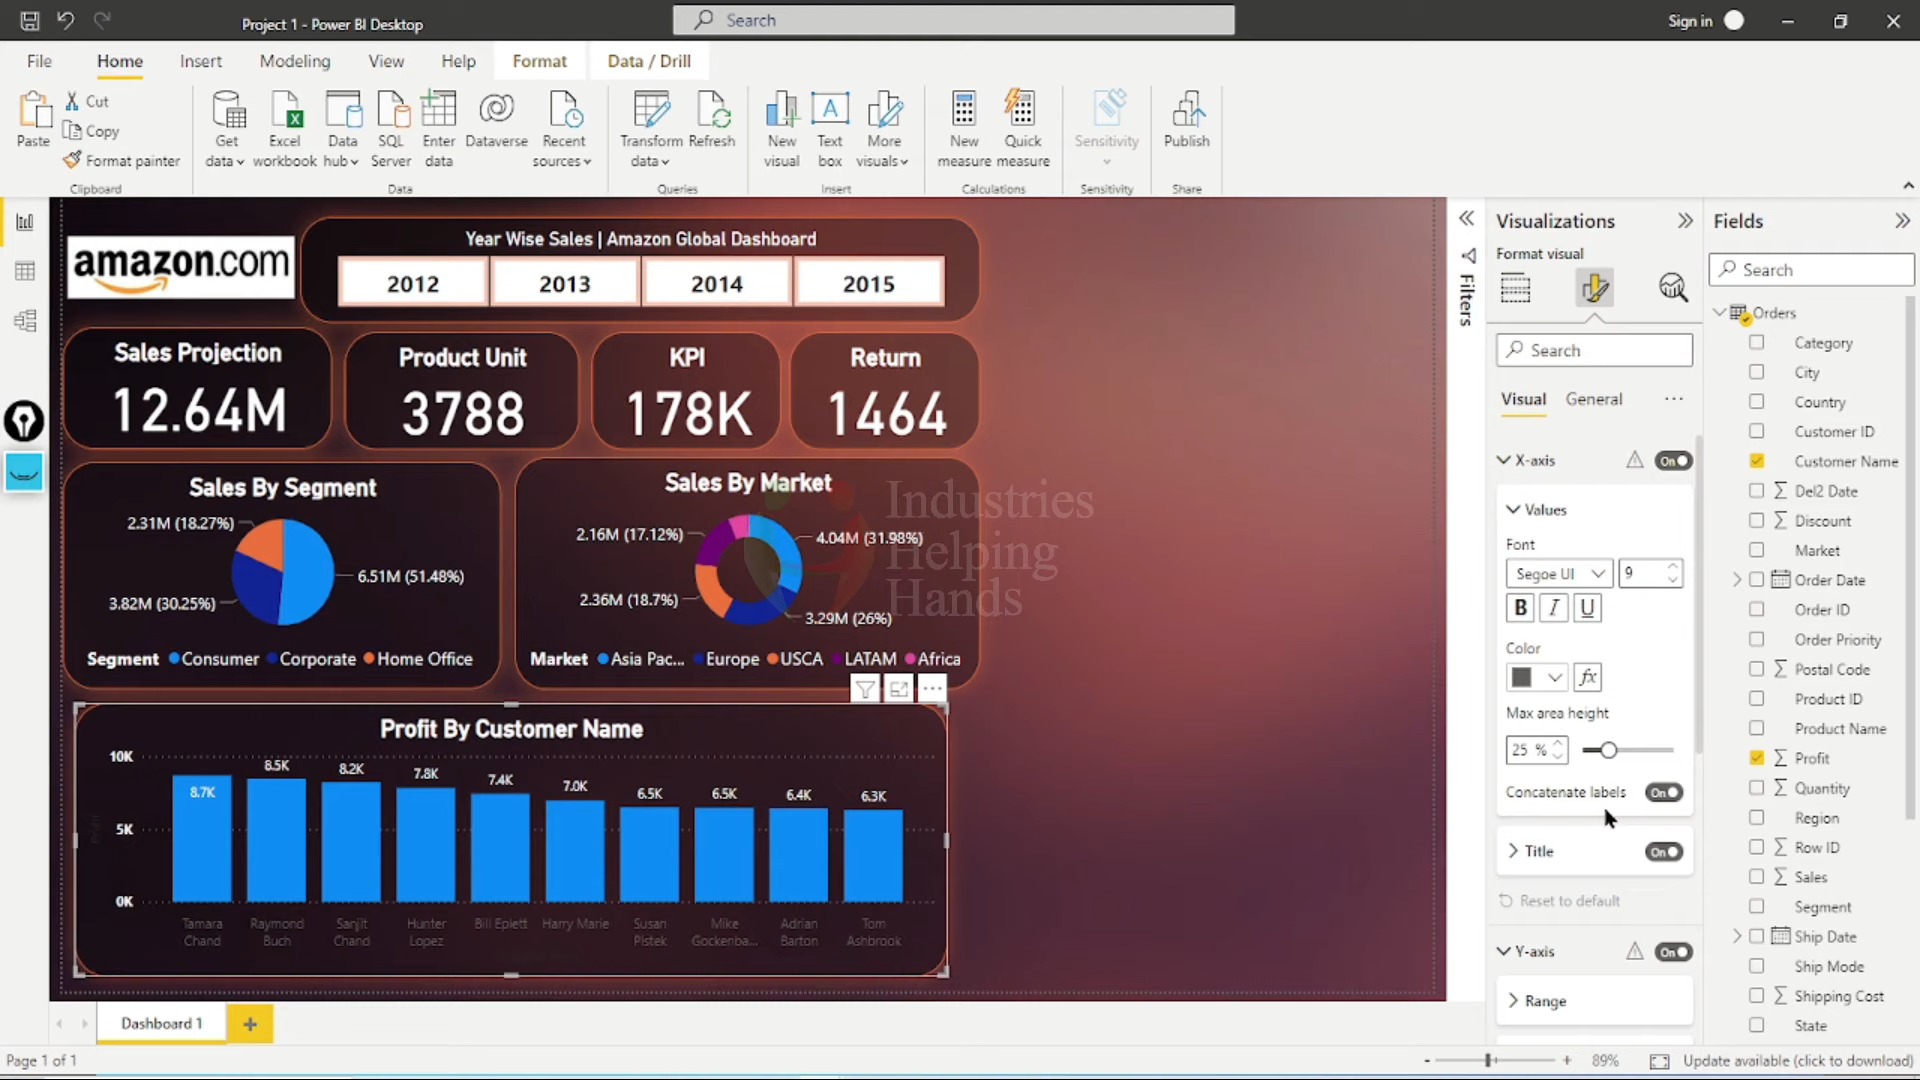 Project 1 - Power BI Desktop
Search
Sign in
File
Home
Insert
Modeling
View
Help
Format
Data / Drill
Paste
Cut
Copy
Format painter
Clipboard
Get data
Excel workbook
Data hub
SQL Server
Enter data
Dataverse
Recent sources
Data
Transform data
Refresh
Queries
New visual
Text box
More visuals
Insert
New measure
Quick measure
Calculations
Sensitivity
Sensitivity
Publish
Share
amazon.com
Year Wise Sales | Amazon Global Dashboard
2012
2013
2014
2015
Sales Projection
12.64M
Product Unit
3788
KPI
178K
Return
1464
Sales By Segment
2.31M (18.27%)
6.51M (51.48%)
3.82M (30.25%)
Segment Consumer Corporate Home Office
Sales By Market
2.16M (17.12%)
4.04M (31.98%)
2.36M (18.7%)
3.29M (26%)
Market Asia Pac... Europe USCA LATAM Africa
Industries
Helping
Hands
Profit By Customer Name
10K
5K
0K
Profit
8.7K
8.5K
8.2K
7.8K
7.4K
7.0K
6.5K
6.5K
6.4K
6.3K
Tamara Chand
Raymond Buch
Sanjit Chand
Hunter Lopez
Bill Eplett
Harry Marie
Susan Pistek
Mike Gockenba...
Adrian Barton
Tom Ashbrook
Filters
Visualizations
Format visual
Search
Visual
General
X-axis
On
Values
Font
Segoe UI
9
B I U
Color
fx
Max area height
25 %
Concatenate labels
On
Title
On
Reset to default
Y-axis
On
Range
Fields
Search
Orders
Category
City
Country
Customer ID
Customer Name
Del2 Date
Discount
Market
Order Date
Order ID
Order Priority
Postal Code
Product ID
Product Name
Profit
Quantity
Region
Row ID
Sales
Segment
Ship Date
Ship Mode
Shipping Cost
State
Dashboard 1
Page 1 of 1
89%
Update available (click to download)